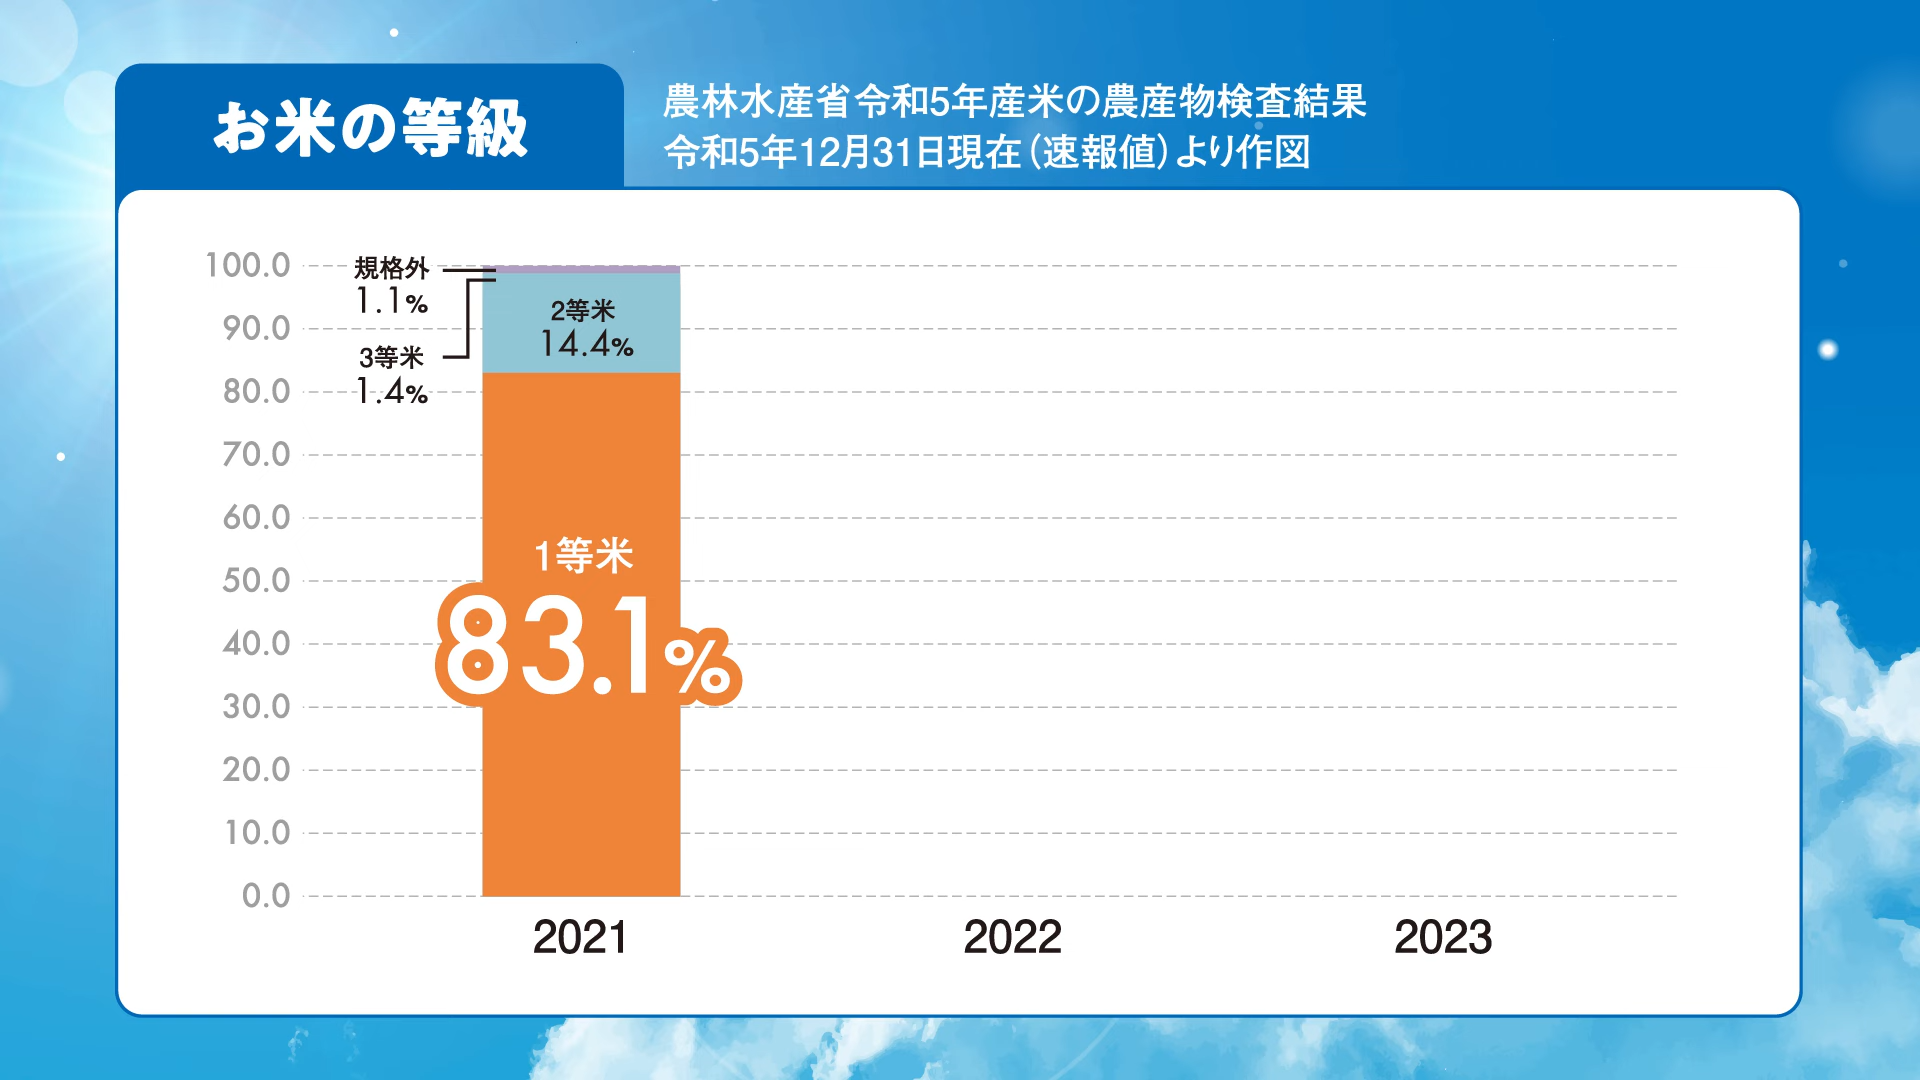 お米の等級
農林水産省令和5年産米の農産物検査結果
令和5年12月31日現在（速報値）より作図
100.0
90.0
80.0
70.0
60.0
50.0
40.0
30.0
20.0
10.0
0.0
規格外
1.1%
3等米
1.4%
2等米
14.4%
1等米
83.1%
2021
2022
2023